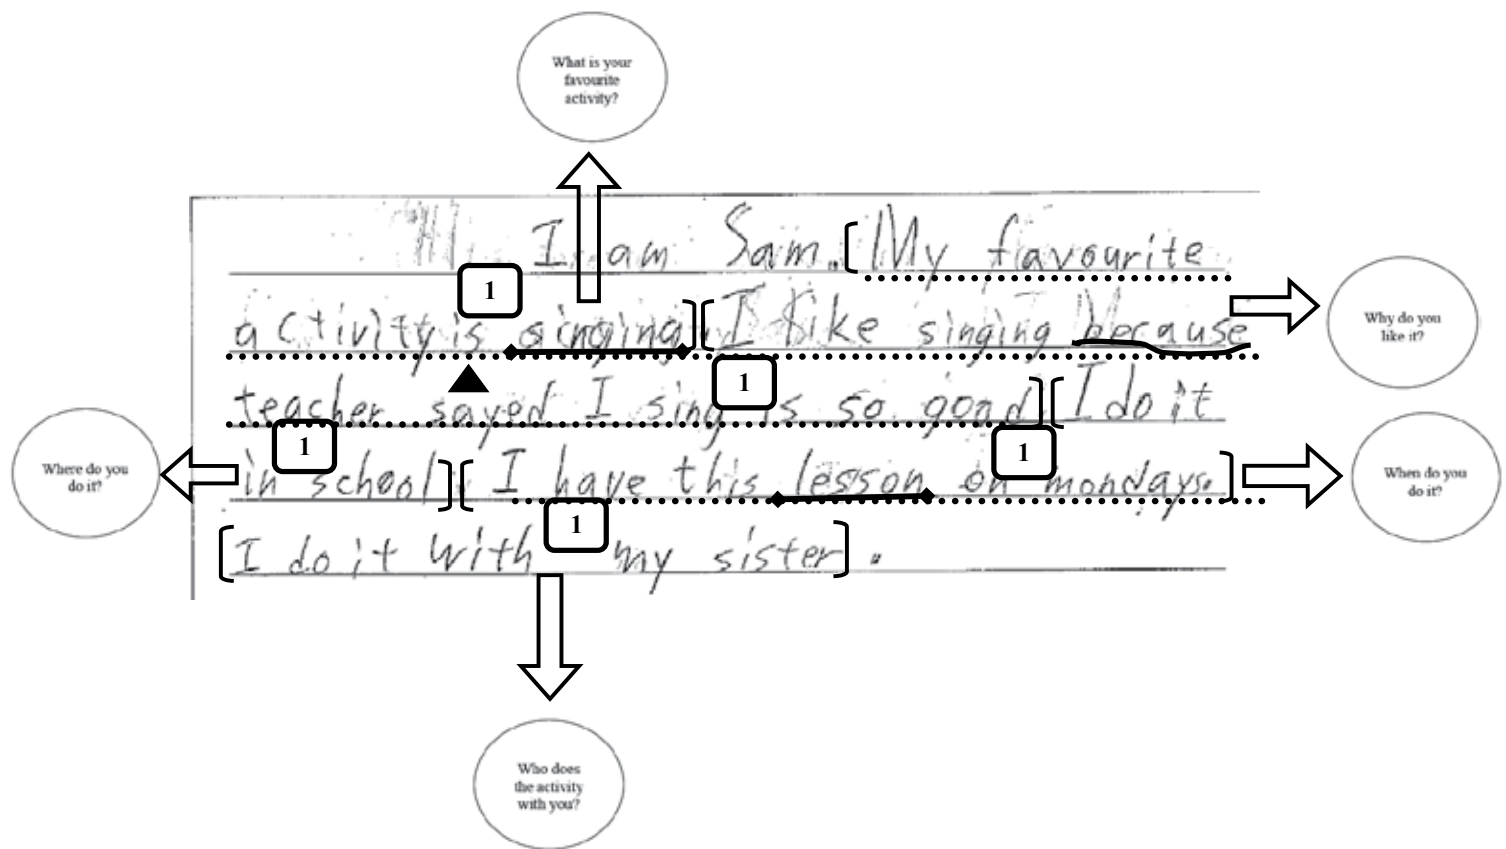 What is your
favourite
activity?
I am Sam. [My favourite
1
activity is singing] [I like singing because
Why do you
like it?
1
teacher sayed I sing is so good] [I do it
1
1
Where do you
do it?
in school] [I have this lesson on mondays.]
When do you
do it?
1
[I do it with my sister].
Who does
the activity
with you?